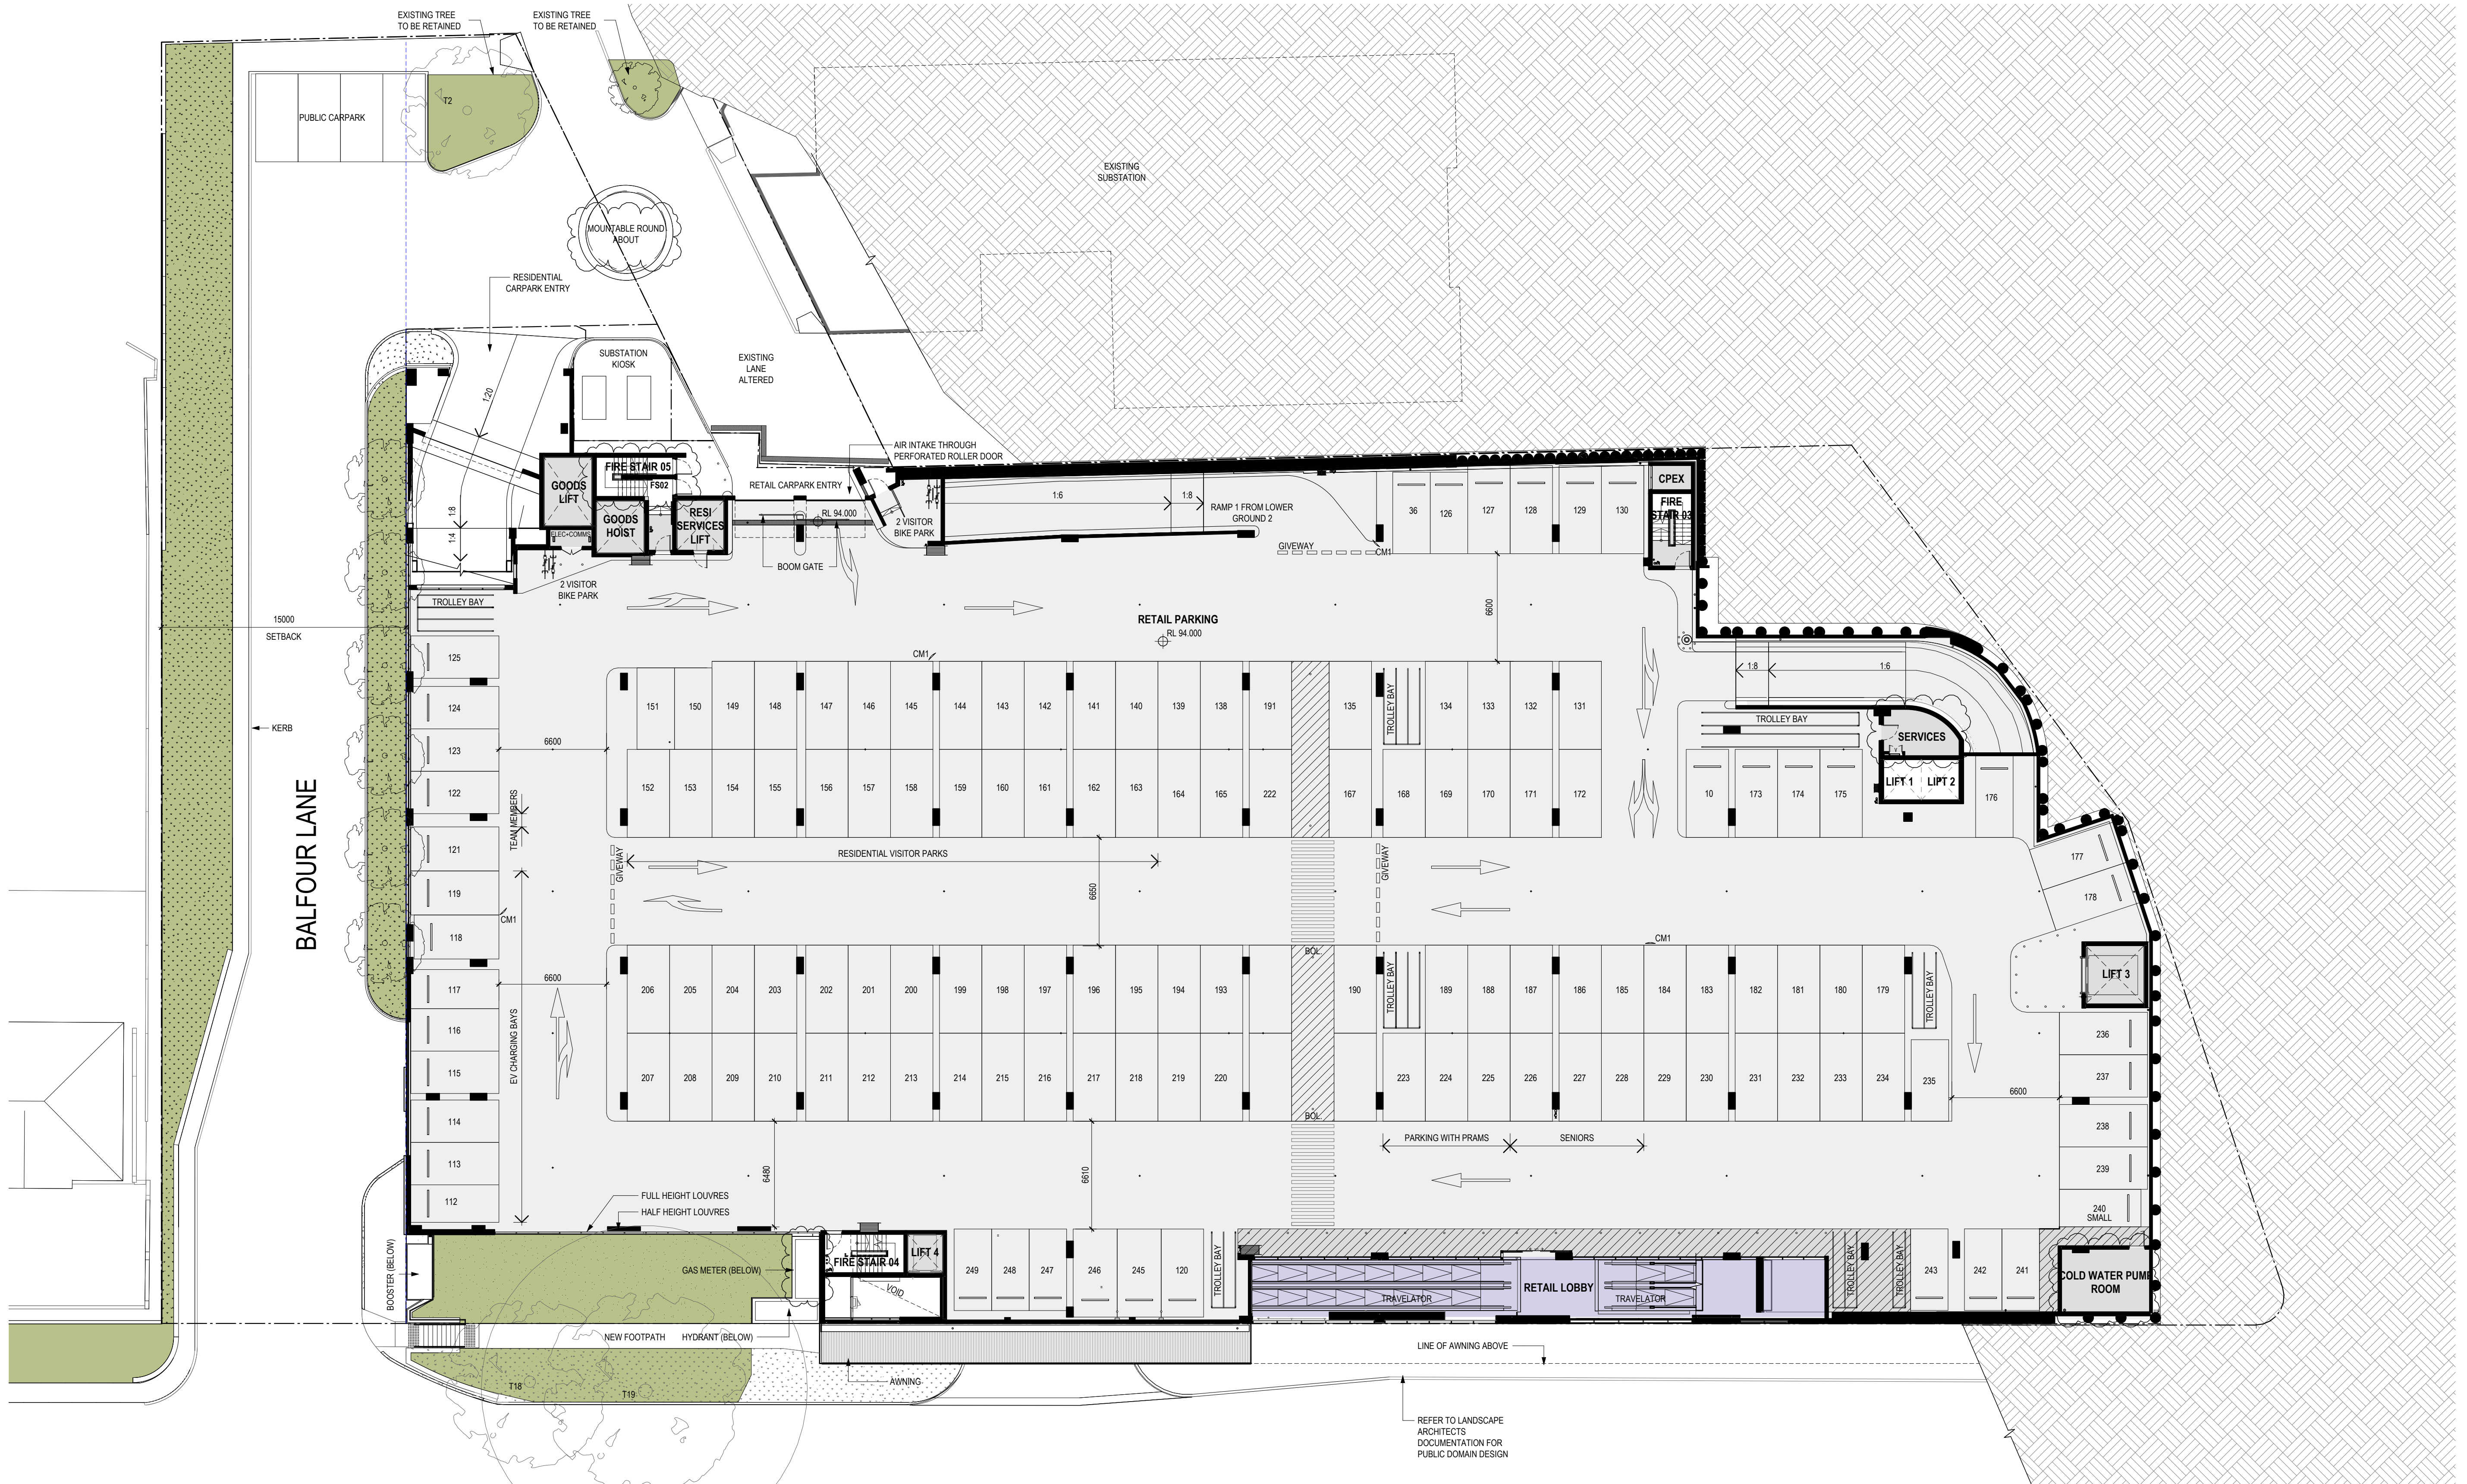 EXISTING TREE
TO BE RETAINED
EXISTING TREE
TO BE RETAINED
T2
PUBLIC CARPARK
EXISTING
SUBSTATION
MOUNTABLE ROUND
ABOUT
RESIDENTIAL
CARPARK ENTRY
SUBSTATION
KIOSK
EXISTING
LANE
ALTERED
1:20
AIR INTAKE THROUGH
PERFORATED ROLLER DOOR
FIRE STAIR 05
FS02
GOODS
LIFT
RETAIL CARPARK ENTRY
CPEX
1:6
1:8
RAMP 1 FROM LOWER
GROUND 2
36
126
127
128
129
130
FIRE
STAIR 03
1:8
1:4
GOODS
HOIST
RESI
SERVICES
LIFT
RL 94.000
2 VISITOR
BIKE PARK
ELEC+COMMS
GIVEWAY
CM1
BOOM GATE
2 VISITOR
BIKE PARK
TROLLEY BAY
6600
RETAIL PARKING
RL 94.000
15000
SETBACK
125
CM1
1:8
1:6
124
151
150
149
148
147
146
145
144
143
142
141
140
139
138
191
135
TROLLEY BAY
134
133
132
131
TROLLEY BAY
KERB
SERVICES
6600
123
122
152
153
154
155
156
157
158
159
160
161
162
163
164
165
222
167
168
169
170
171
172
10
173
174
175
LIFT 1
LIFT 2
176
TEAM MEMBERS
BALFOUR LANE
121
GIVEWAY
RESIDENTIAL VISITOR PARKS
GIVEWAY
177
119
6650
178
CM1
118
CM1
BOL.
6600
LIFT 3
117
206
205
204
203
202
201
200
199
198
197
196
195
194
193
190
TROLLEY BAY
189
188
187
186
185
184
183
182
181
180
179
TROLLEY BAY
EV CHARGING BAYS
116
236
115
207
208
209
210
211
212
213
214
215
216
217
218
219
220
223
224
225
226
227
228
229
230
231
232
233
234
235
237
6600
BOL.
114
238
PARKING WITH PRAMS
SENIORS
113
6480
6610
239
112
FULL HEIGHT LOUVRES
HALF HEIGHT LOUVRES
240
SMALL
BOOSTER (BELOW)
GAS METER (BELOW)
FIRE STAIR 04
LIFT 4
249
248
247
246
245
120
TROLLEY BAY
TRAVELATOR
RETAIL LOBBY
TRAVELATOR
TROLLEY BAY
TROLLEY BAY
243
242
241
COLD WATER PUMP
ROOM
VOID
NEW FOOTPATH
HYDRANT (BELOW)
LINE OF AWNING ABOVE
AWNING
T18
T19
REFER TO LANDSCAPE
ARCHITECTS
DOCUMENTATION FOR
PUBLIC DOMAIN DESIGN